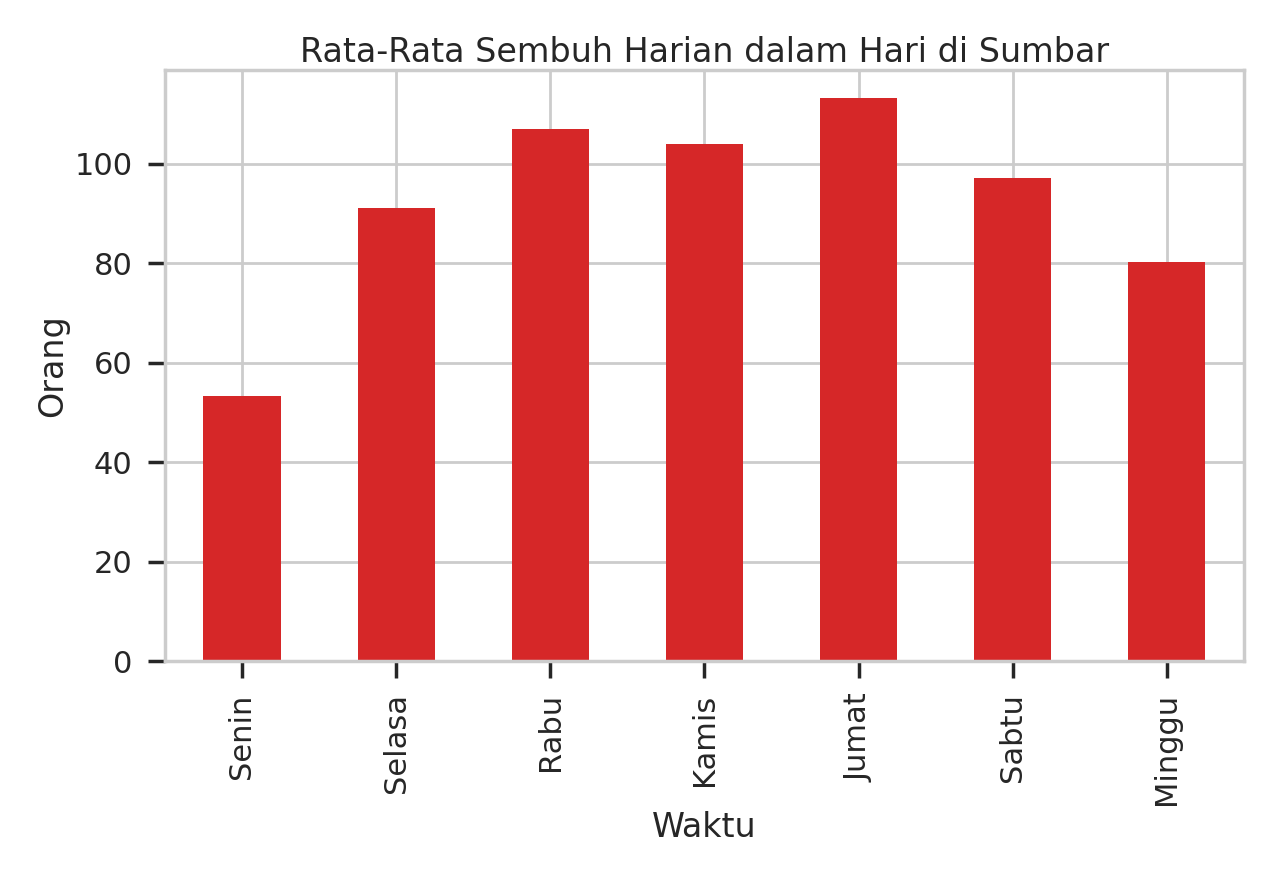 Rata-Rata Sembuh Harian dalam Hari di Sumbar
Orang
100
80
60
40
20
0
Senin
Selasa
Rabu
Kamis
Jumat
Sabtu
Minggu
Waktu